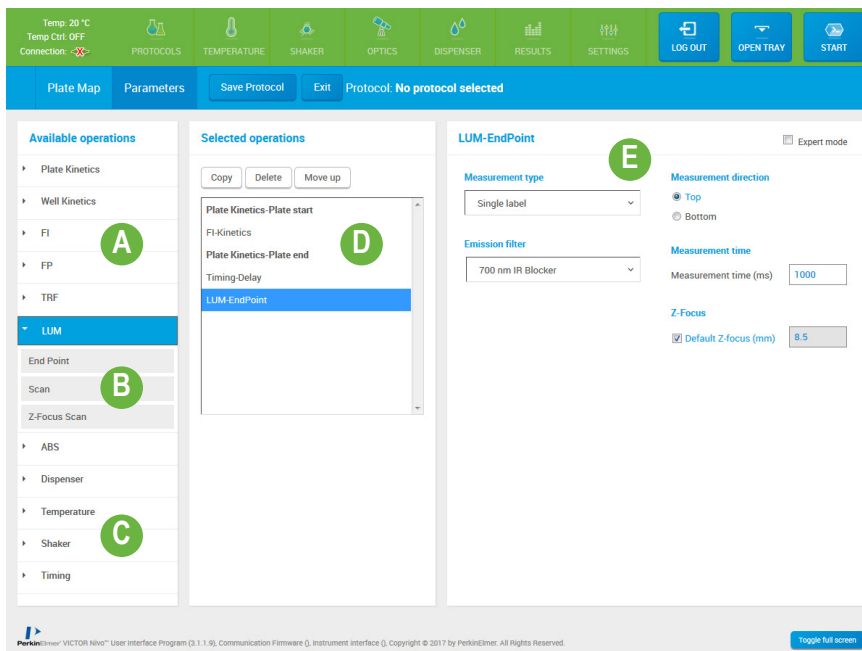 Temp: 20 °C
Temp Ctrl: OFF
Connection: -X-
PROTOCOLS
TEMPERATURE
SHAKER
OPTICS
DISPENSER
RESULTS
SETTINGS
LOG OUT
OPEN TRAY
START
Plate Map
Parameters
Save Protocol
Exit
Protocol: No protocol selected
Available operations
Plate Kinetics
Well Kinetics
FI
A
FP
TRF
LUM
End Point
Scan
B
Z-Focus Scan
ABS
Dispenser
Temperature
C
Shaker
Timing
Selected operations
Copy
Delete
Move up
Plate Kinetics-Plate start
FI-Kinetics
D
Plate Kinetics-Plate end
Timing-Delay
LUM-EndPoint
LUM-EndPoint
E
Expert mode
Measurement type
Single label
Emission filter
700 nm IR Blocker
Measurement direction
Top
Bottom
Measurement time
Measurement time (ms) 1000
Z-Focus
Default Z-focus (mm) 8.5
PerkinElmer VICTOR Nivo™ User Interface Program (3.1.1.9), Communication Firmware (), Instrument Interface (), Copyright © 2017 by PerkinElmer. All Rights Reserved.
Toggle full screen